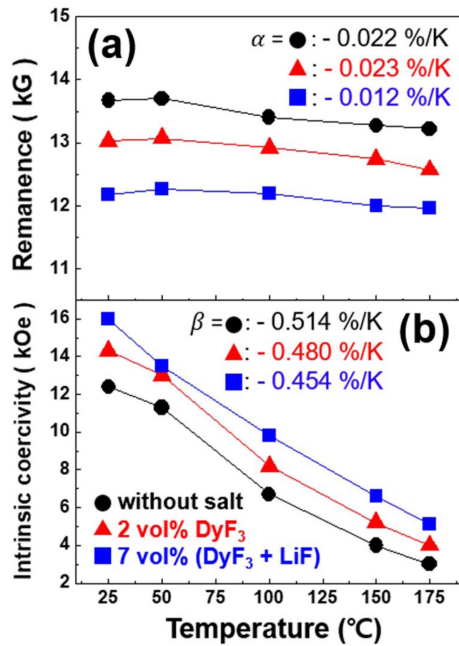 (a)
α = ●: - 0.022 %/K
▲: - 0.023 %/K
■: - 0.012 %/K
Remanence ( kG )
15
14
13
12
11
(b)
β = ●: - 0.514 %/K
▲: - 0.480 %/K
■: - 0.454 %/K
Intrinsic coercivity ( kOe )
16
14
12
10
8
6
4
2
● without salt
▲ 2 vol% DyF₃
■ 7 vol% (DyF₃ + LiF)
25 50 75 100 125 150 175
Temperature (℃)